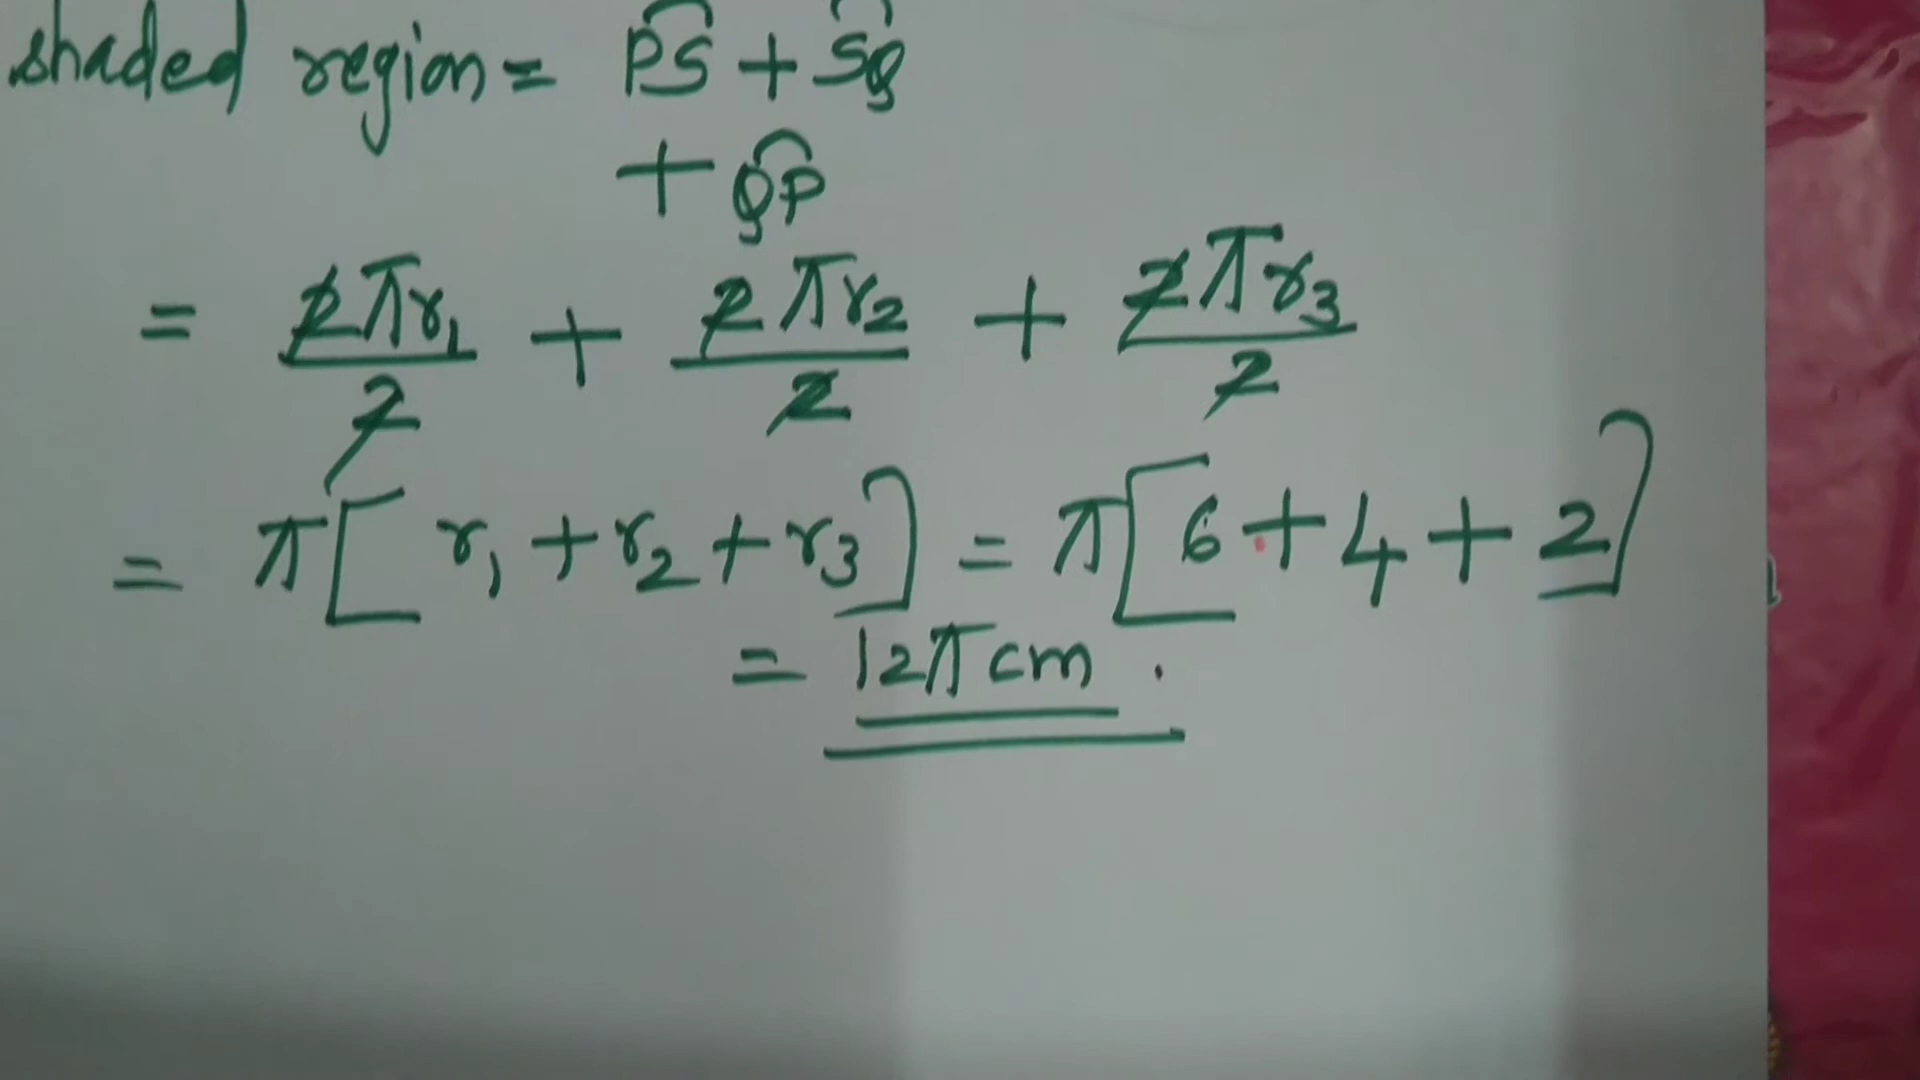 shaded region = PS + SQ
+ QP
= 2πr₁/2 + 2πr₂/2 + 2πr₃/2
= π[r₁ + r₂ + r₃] = π[6 + 4 + 2]
= 12π cm.